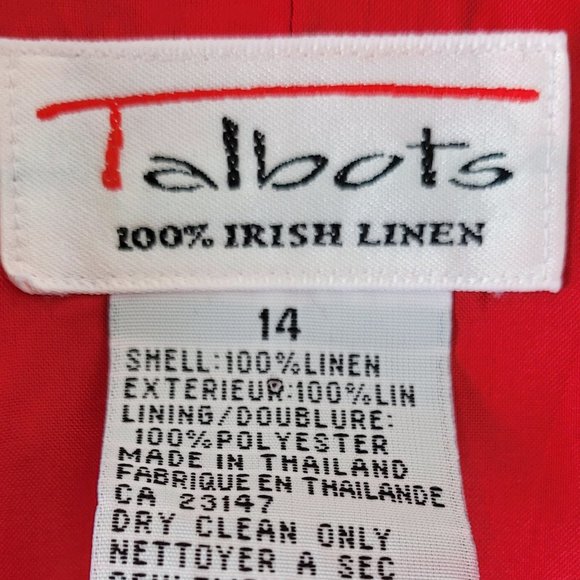 Talbots
100% IRISH LINEN
14
SHELL:100%LINEN
EXTERIEUR:100%LIN
LINING/DOUBLURE:
100%POLYESTER
MADE IN THAILAND
FABRIQUE EN THAILANDE
CA 23147
DRY CLEAN ONLY
NETTOYER A SEC